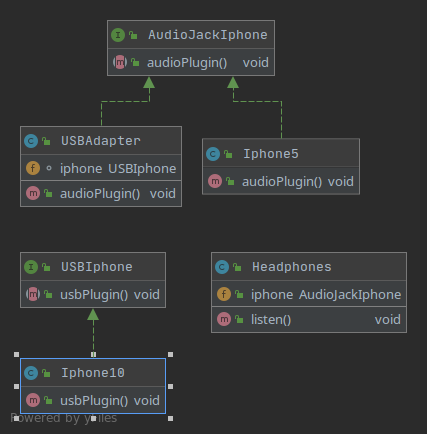 I AudioJackIphone
m audioPlugin() void
C USBAdapter
f iphone USBIphone
m audioPlugin() void
C Iphone5
m audioPlugin() void
I USBIphone
m usbPlugin() void
C Headphones
f iphone AudioJackIphone
m listen() void
C Iphone10
m usbPlugin() void
Powered by yFiles